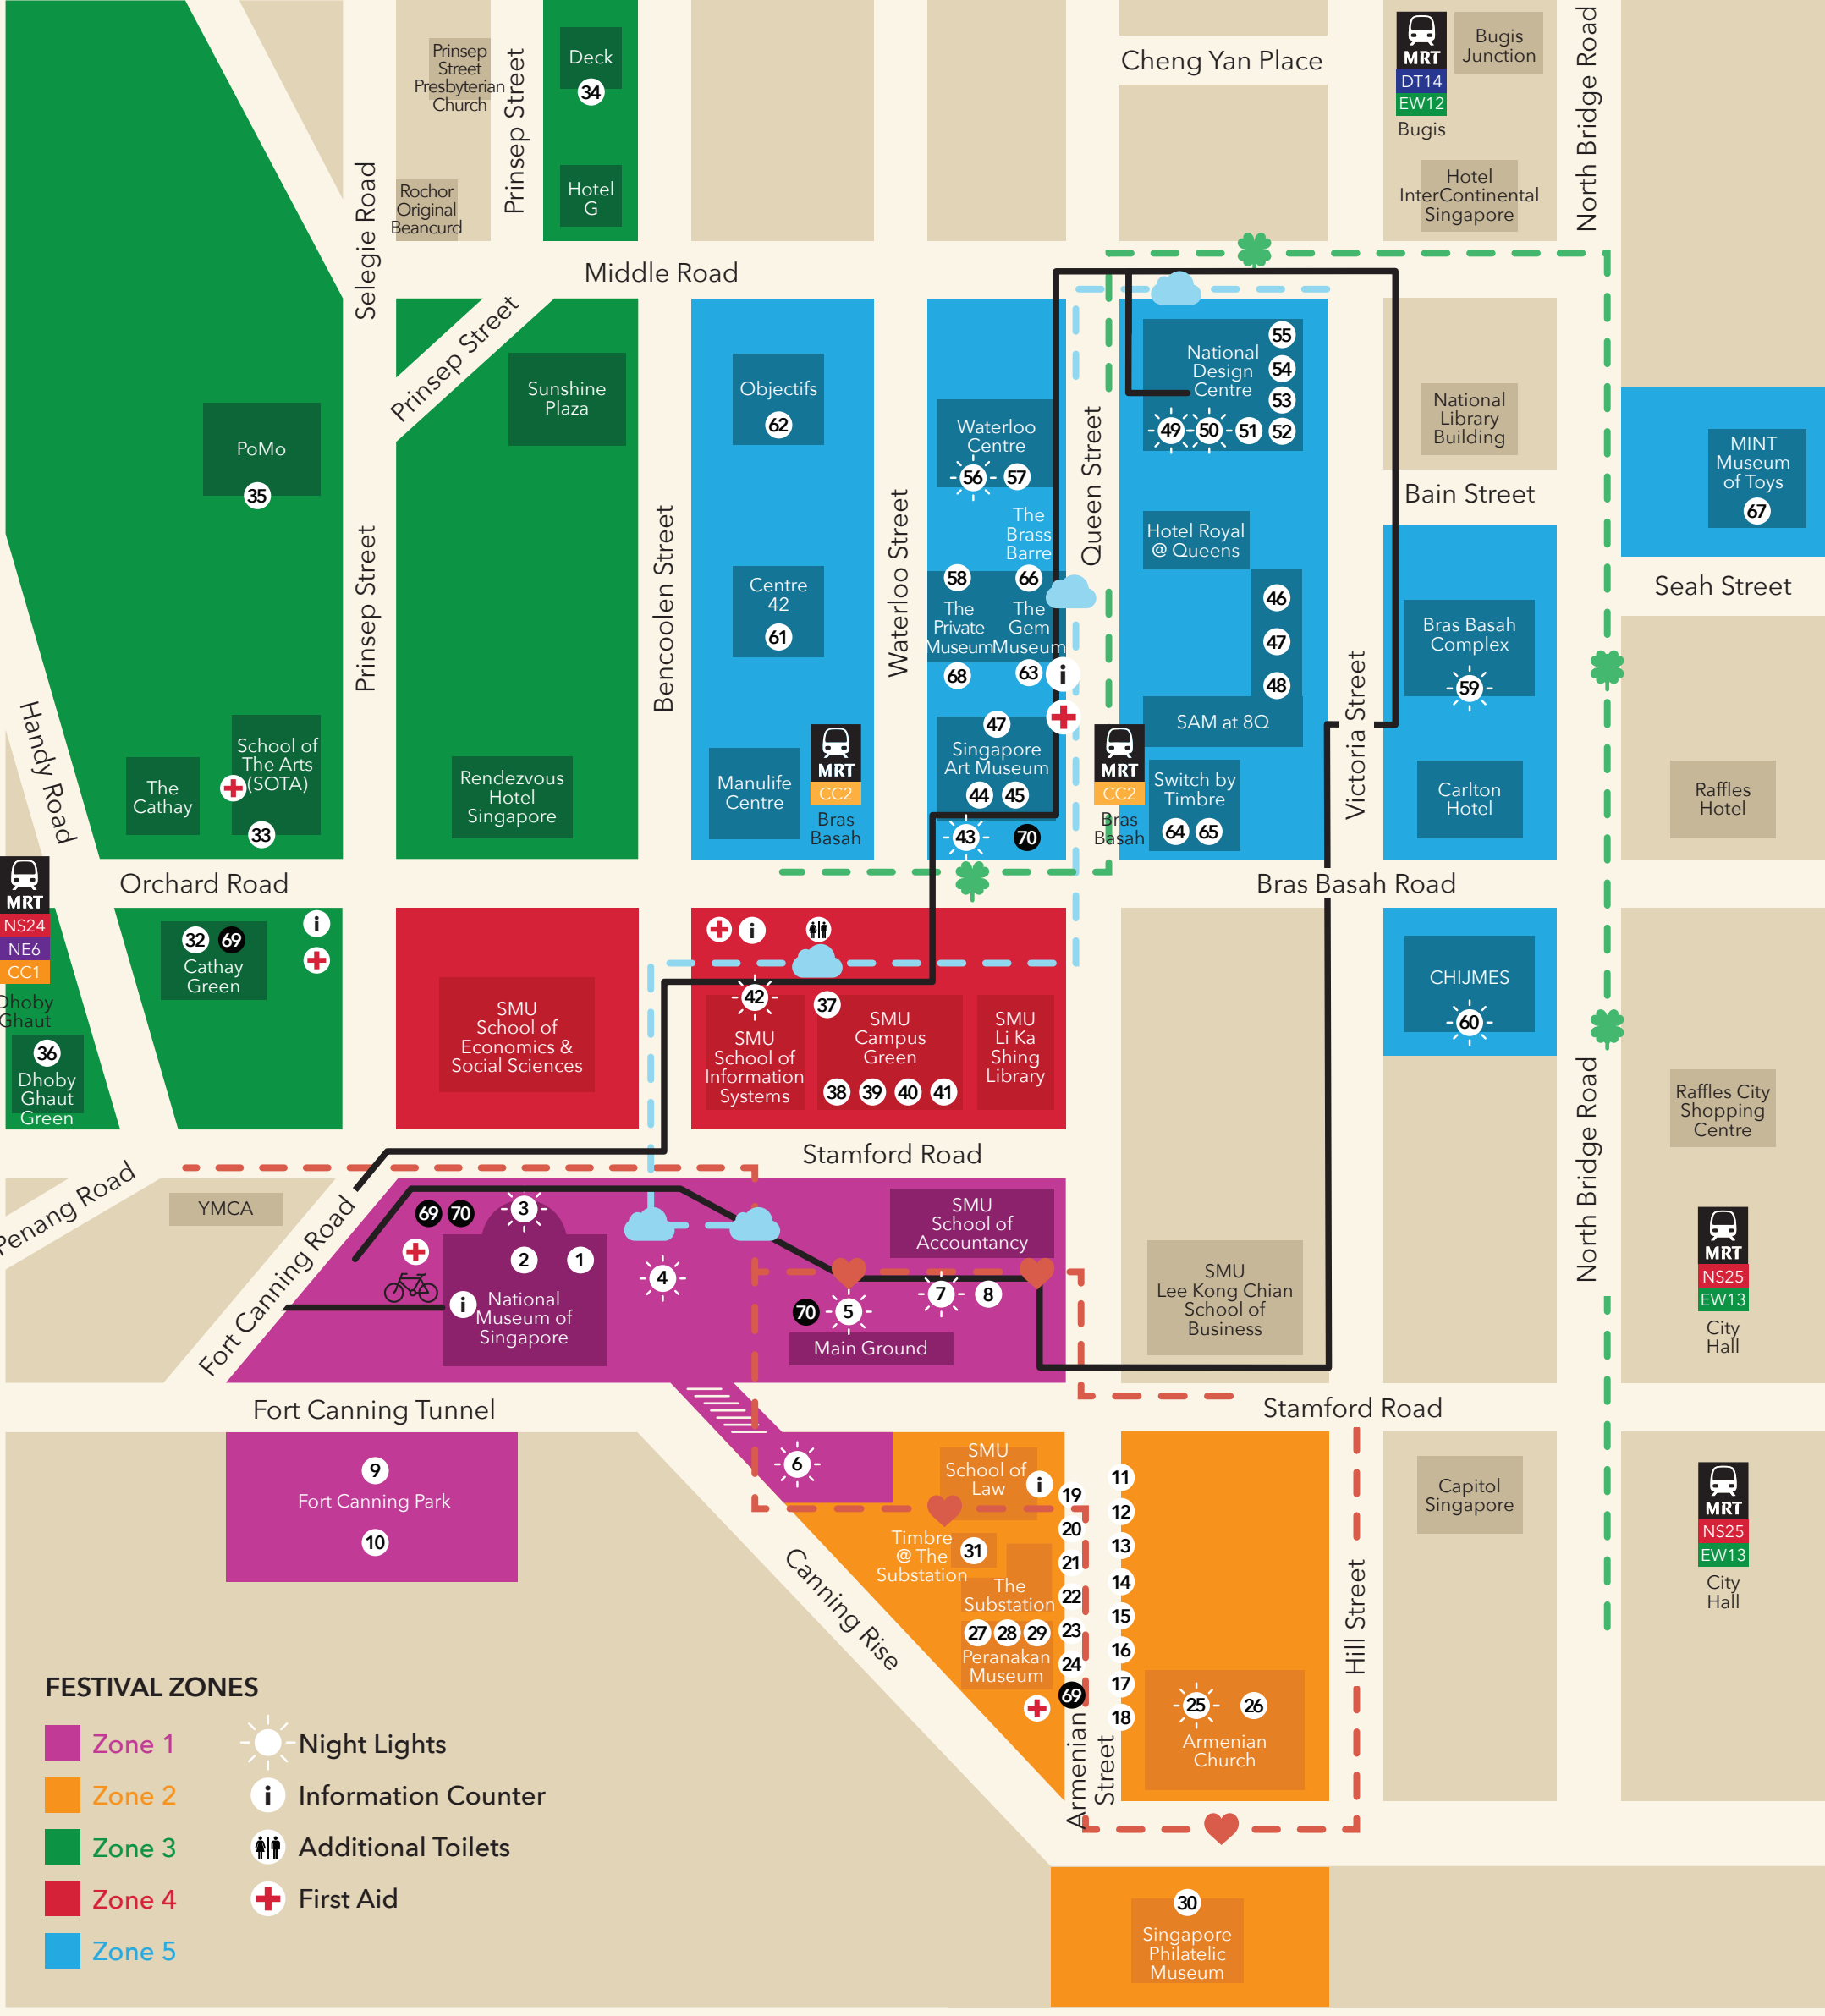 Prinsep
Street
Presbyterian
Church
Prinsep Street
Deck
34
Cheng Yan Place
MRT
DT14
EW12
Bugis
Bugis
Junction
North Bridge Road
Selegie Road
Rochor
Original
Beancurd
Hotel
G
Hotel
InterContinental
Singapore
Middle Road
Prinsep Street
PoMo
35
Sunshine
Plaza
Objectifs
62
Waterloo
Centre
56
57
Queen Street
National
Design
Centre
55
54
53
49
50
51
52
National
Library
Building
Bain Street
MINT
Museum
of Toys
67
Prinsep Street
Bencoolen Street
Waterloo Street
The
Brass
Barre
58
66
The
Private
Museum
The
Gem
Museum
68
63
i
Hotel Royal
@ Queens
46
47
48
SAM at 8Q
Victoria Street
Bras Basah
Complex
59
Seah Street
Centre
42
61
Handy Road
The
Cathay
School of
The Arts
(SOTA)
33
Rendezvous
Hotel
Singapore
Manulife
Centre
MRT
CC2
Bras
Basah
47
Singapore
Art Museum
44
45
43
70
MRT
CC2
Bras
Basah
Switch by
Timbre
64
65
Carlton
Hotel
Raffles
Hotel
Orchard Road
Bras Basah Road
MRT
NS24
NE6
CC1
Dhoby
Ghaut
36
Dhoby
Ghaut
Green
32
69
Cathay
Green
i
SMU
School of
Economics &
Social Sciences
i
42
SMU
School of
Information
Systems
37
SMU
Campus
Green
38
39
40
41
SMU
Li Ka
Shing
Library
CHIJMES
60
Raffles City
Shopping
Centre
North Bridge Road
Stamford Road
Penang Road
YMCA
Fort Canning Road
69
70
3
2
1
i
National
Museum of
Singapore
4
SMU
School of
Accountancy
70
5
7
8
Main Ground
SMU
Lee Kong Chian
School of
Business
MRT
NS25
EW13
City
Hall
Fort Canning Tunnel
Stamford Road
9
Fort Canning Park
10
6
Canning Rise
SMU
School of
Law
i
Timbre
@ The
Substation
31
The
Substation
27
28
29
Peranakan
Museum
19
20
21
22
23
24
69
Armenian
Street
11
12
13
14
15
16
17
18
25
26
Armenian
Church
Hill Street
Capitol
Singapore
MRT
NS25
EW13
City
Hall
30
Singapore
Philatelic
Museum
FESTIVAL ZONES
Zone 1
Night Lights
Zone 2
i
Information Counter
Zone 3
Additional Toilets
Zone 4
First Aid
Zone 5